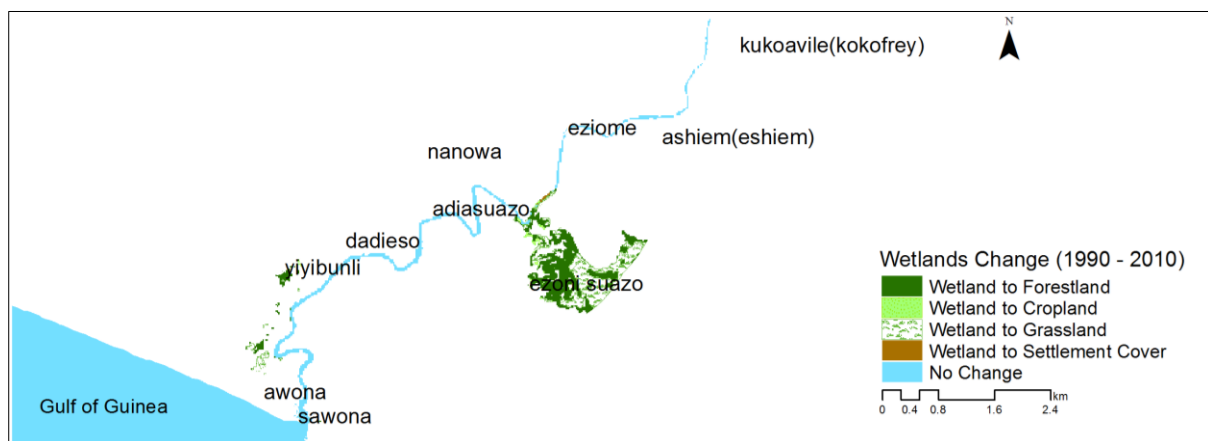 N
kukoavile(kokofrey)
eziome
ashiem(eshiem)
nanowa
adiasuazo
dadieso
yiyibunli
ezoni suazo
Wetlands Change (1990 - 2010)
Wetland to Forestland
Wetland to Cropland
Wetland to Grassland
Wetland to Settlement Cover
No Change
km
0 0.4 0.8 1.6 2.4
awona
Gulf of Guinea
sawona